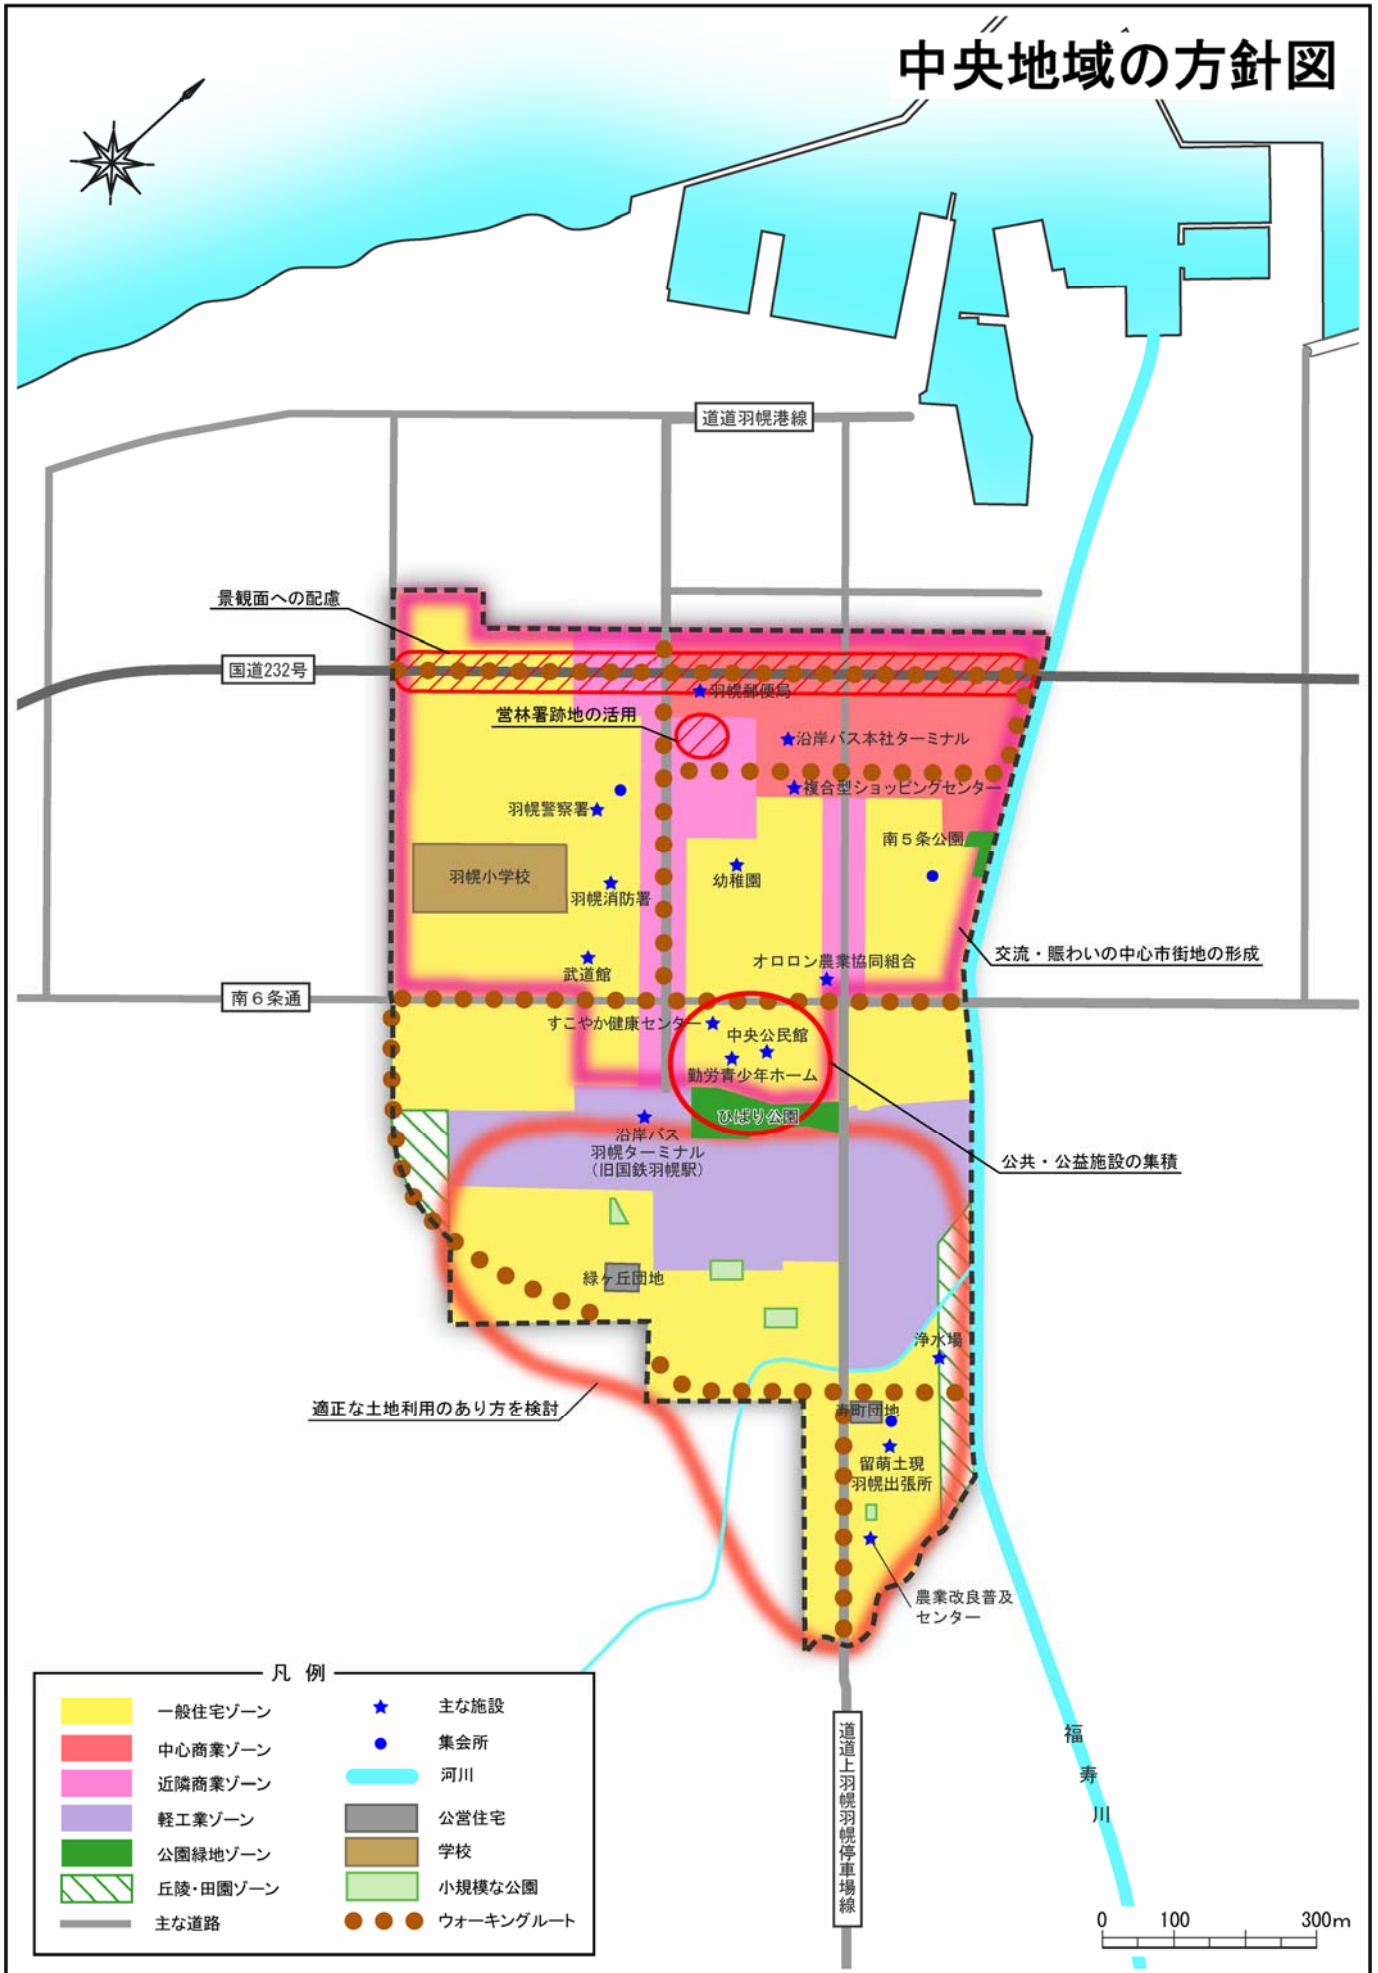 中央地域の方針図
道道羽幌港線
景観面への配慮
国道232号
羽幌郵便局
営林署跡地の活用
沿岸バス本社ターミナル
複合型ショッピングセンター
羽幌警察署
南5条公園
羽幌小学校
幼稚園
羽幌消防署
交流・賑わいの中心市街地の形成
オロロン農業協同組合
武道館
南6条通
すこやか健康センター
中央公民館
勤労青少年ホーム
ひばり公園
沿岸バス
羽幌ターミナル
（旧国鉄羽幌駅）
公共・公益施設の集積
緑ヶ丘団地
浄水場
適正な土地利用のあり方を検討
寿町団地
留萌土現
羽幌出張所
農業改良普及
センター
凡 例
一般住宅ゾーン
中心商業ゾーン
近隣商業ゾーン
軽工業ゾーン
公園緑地ゾーン
丘陵・田園ゾーン
主な道路
主な施設
集会所
河川
公営住宅
学校
小規模な公園
ウォーキングルート
道道上羽幌羽幌停車場線
福寿川
0 100 300m